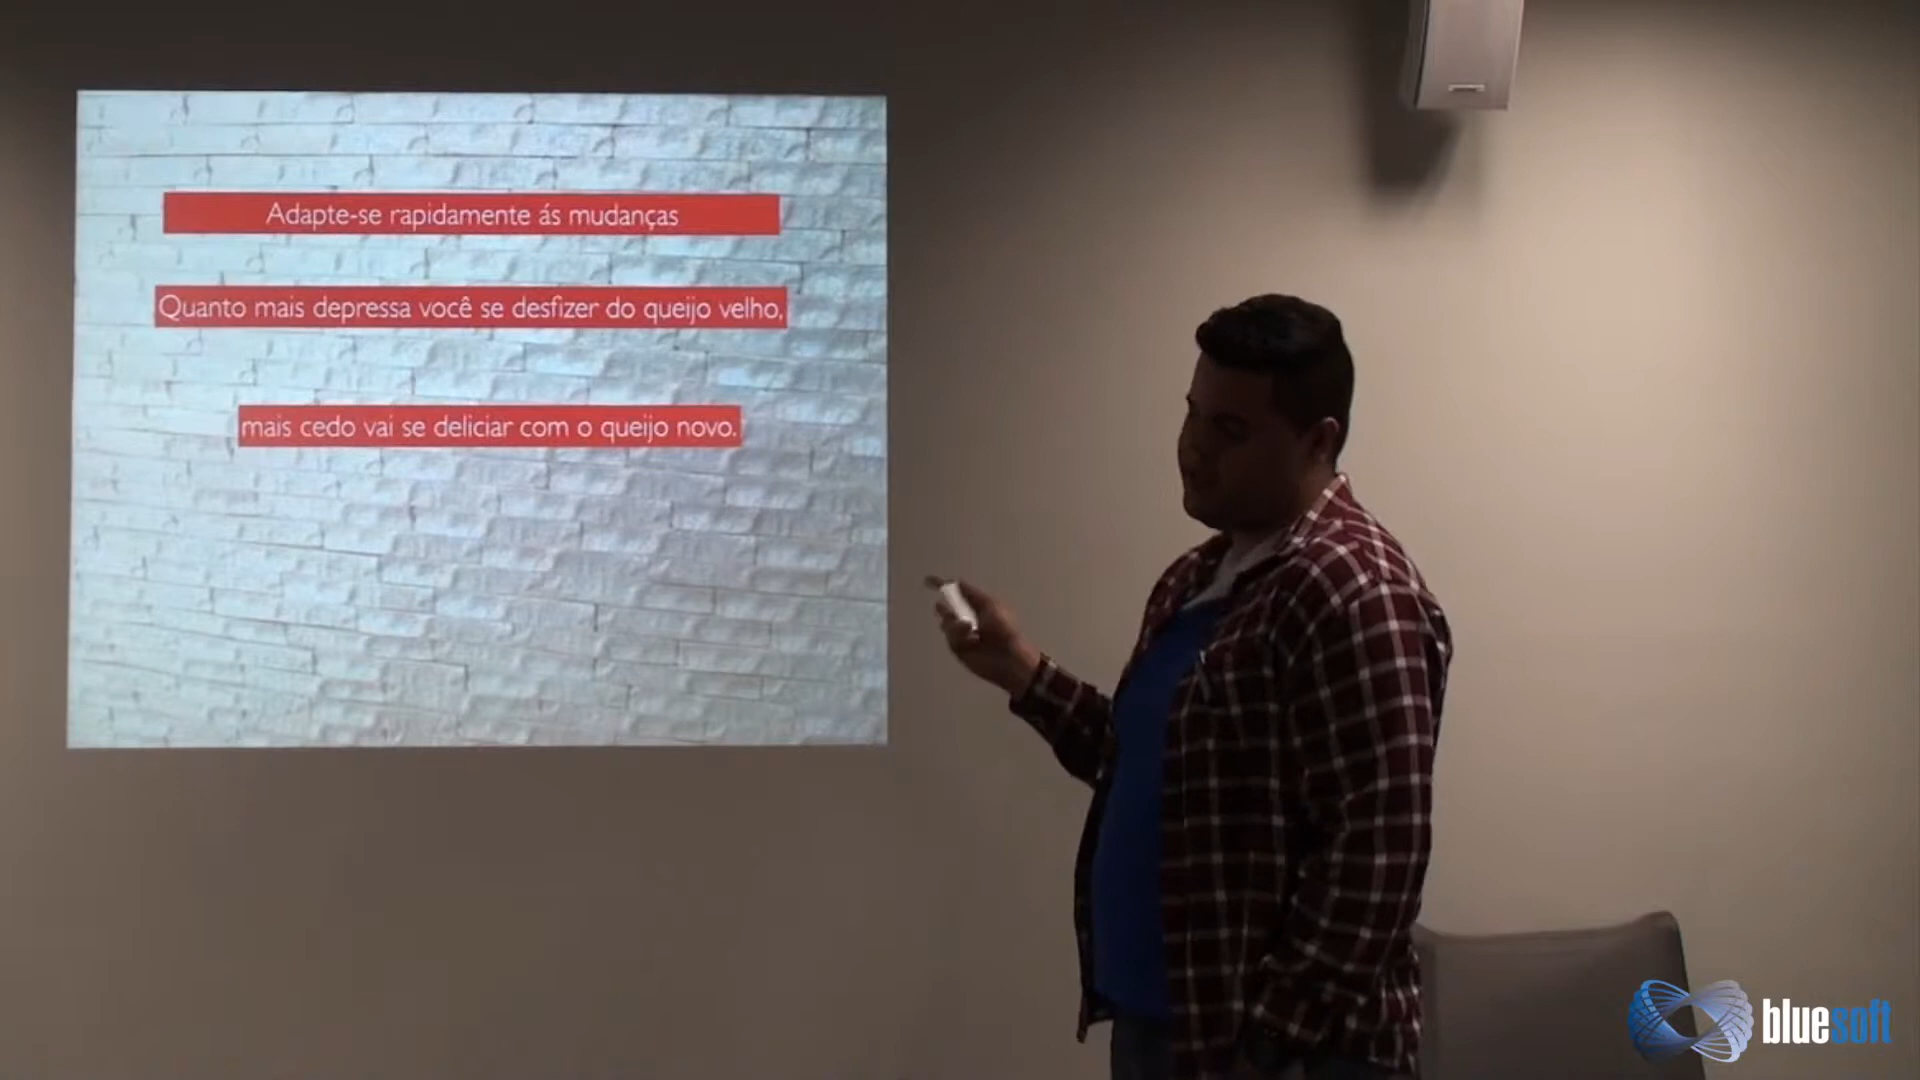 Adapte-se rapidamente ás mudanças
Quanto mais depressa você se desfizer do queijo velho,
mais cedo vai se deliciar com o queijo novo.
bluesoft